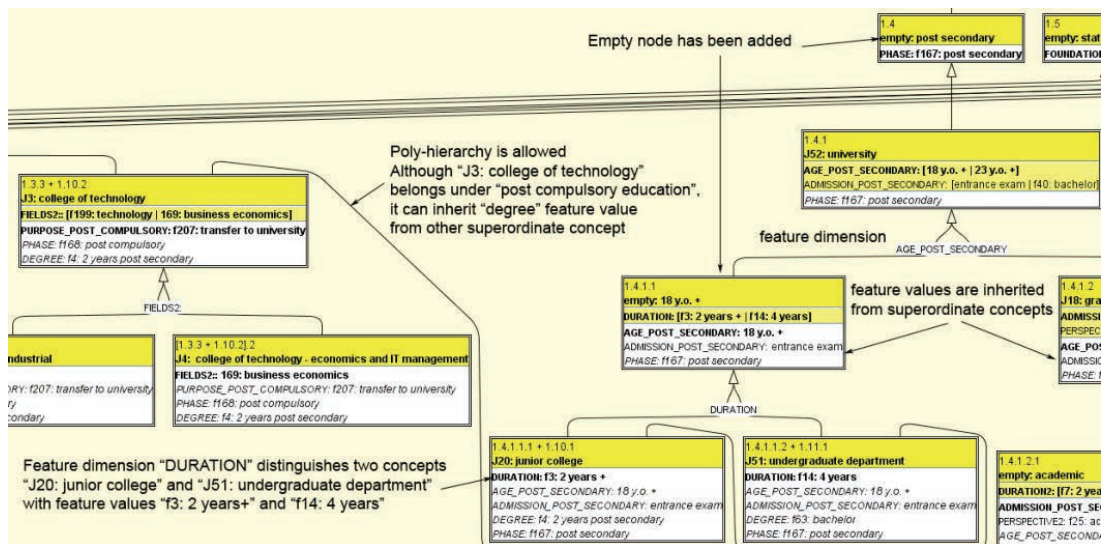 1.4
empty: post secondary
PHASE: f167: post secondary
1.5
empty: stat
FOUNDATION
Empty node has been added
1.4.1
J52: university
AGE_POST_SECONDARY: [18 y.o. + | 23 y.o. +]
ADMISSION_POST_SECONDARY: [entrance exam | f40: bachelor]
PHASE: f167: post secondary
Poly-hierarchy is allowed
Although “J3: college of technology”
belongs under “post compulsory education”,
it can inherit “degree” feature value
from other superordinate concept
1.3.3 + 1.10.2
J3: college of technology
FIELDS2:: [f199: technology | 169: business economics]
PURPOSE_POST_COMPULSORY: f207: transfer to university
PHASE: f168: post compulsory
DEGREE: f4: 2 years post secondary
feature dimension
AGE_POST_SECONDARY
1.4.1.1
empty: 18 y.o. +
DURATION: [f3: 2 years + | f14: 4 years]
AGE_POST_SECONDARY: 18 y.o. +
ADMISSION_POST_SECONDARY: entrance exam
PHASE: f167: post secondary
feature values are inherited
from superordinate concepts
1.4.1.2
J18: gra
ADMISSION
PERSPEC
AGE_POS
ADMISSIO
PHASE: f1
FIELDS2:
industrial
ORY: f207: transfer to university
ry
condary
[1.3.3 + 1.10.2].2
J4: college of technology - economics and IT management
FIELDS2:: 169: business economics
PURPOSE_POST_COMPULSORY: f207: transfer to university
PHASE: f168: post compulsory
DEGREE: f4: 2 years post secondary
DURATION
Feature dimension “DURATION” distinguishes two concepts
“J20: junior college” and “J51: undergraduate department”
with feature values “f3: 2 years+” and “f14: 4 years”
1.4.1.1.1 + 1.10.1
J20: junior college
DURATION: f3: 2 years +
AGE_POST_SECONDARY: 18 y.o. +
ADMISSION_POST_SECONDARY: entrance exam
DEGREE: f4: 2 years post secondary
PHASE: f167: post secondary
1.4.1.1.2 + 1.11.1
J51: undergraduate department
DURATION: f14: 4 years
AGE_POST_SECONDARY: 18 y.o. +
ADMISSION_POST_SECONDARY: entrance exam
DEGREE: f63: bachelor
PHASE: f167: post secondary
1.4.1.2.1
empty: academic
DURATION2: [f7: 2 yea
ADMISSION_POST_SEC
PERSPECTIVE2: f25: ac
AGE_POST_SECONDA